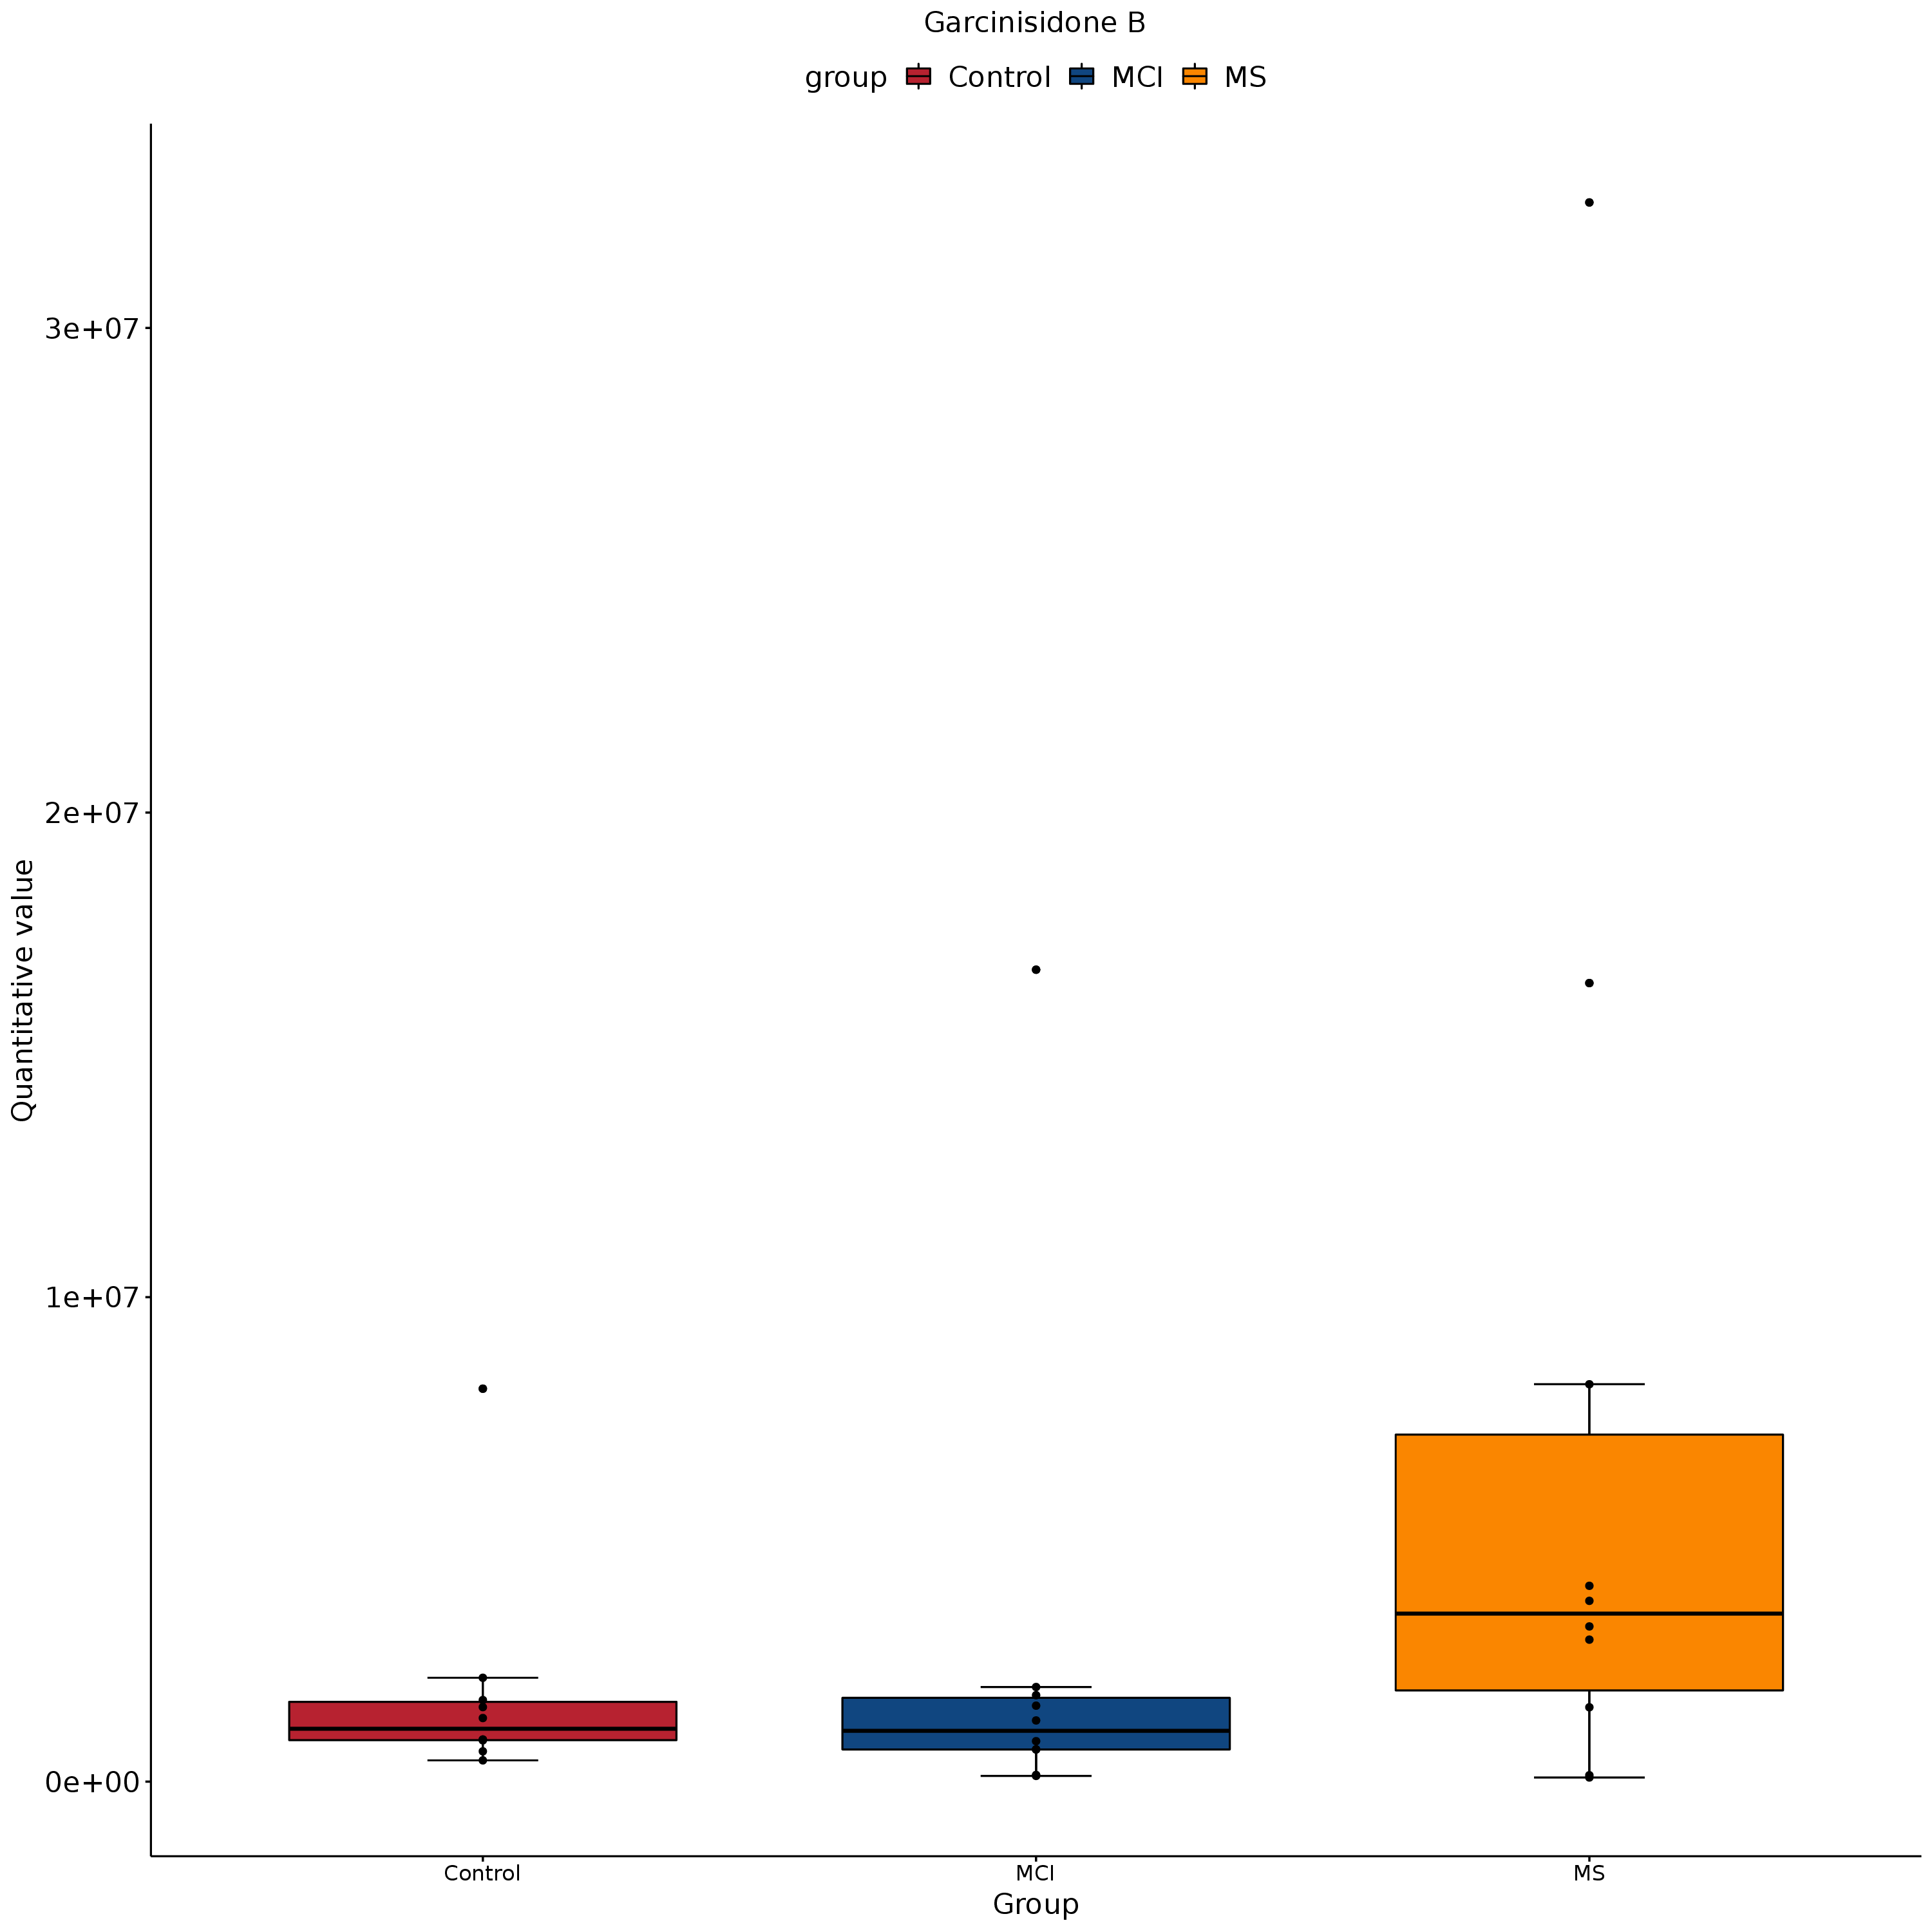 Garcinisidone B
group Control MCI MS
3e+07
2e+07
1e+07
0e+00
Quantitative value
Control MCI MS
Group